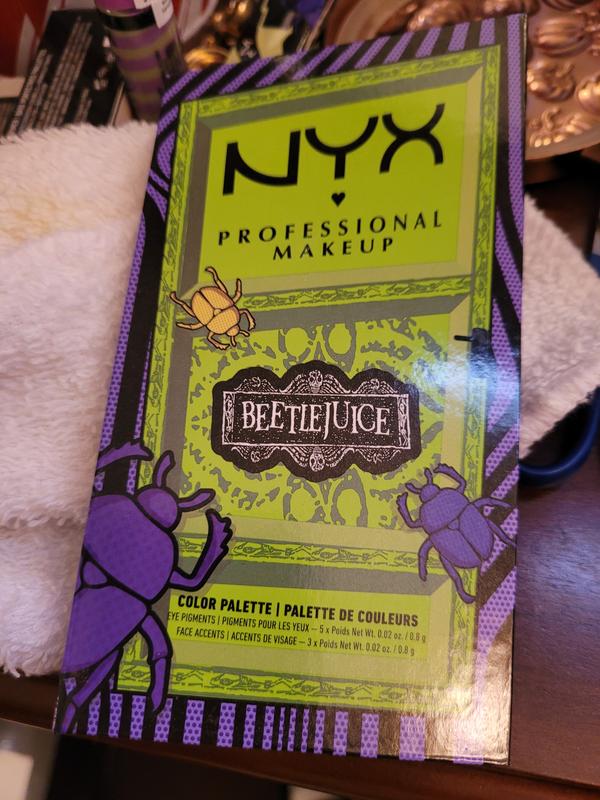 NYX
PROFESSIONAL
MAKEUP
BEETLEJUICE
COLOR PALETTE | PALETTE DE COULEURS
EYE PIGMENTS | PIGMENTS POUR LES YEUX — 5 x Poids Net Wt. 0.02 oz. / 0.8 g
FACE ACCENTS | ACCENTS DE VISAGE — 3 x Poids Net Wt. 0.02 oz. / 0.8 g